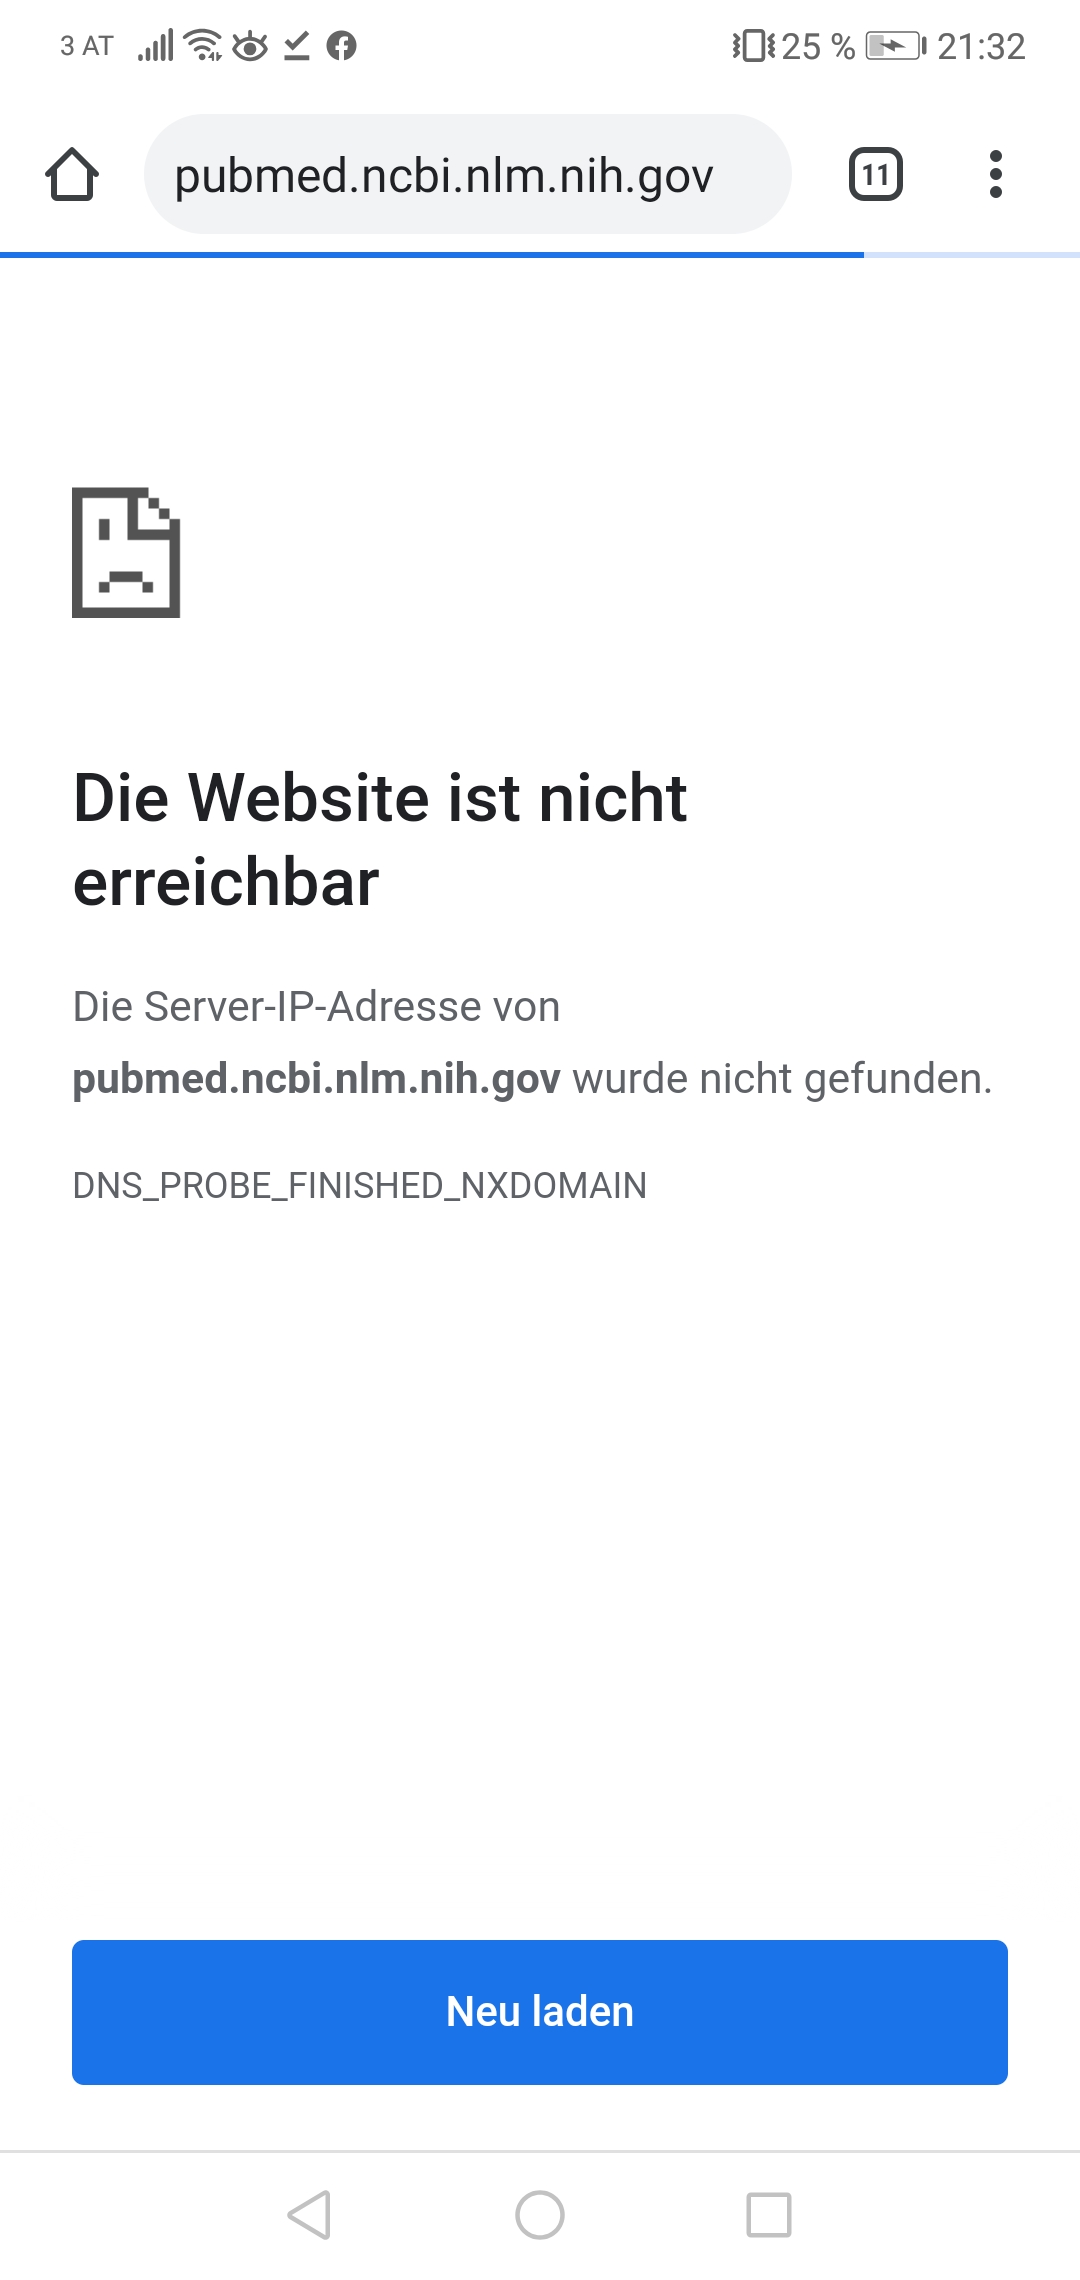 3 AT 25 % 21:32
pubmed.ncbi.nlm.nih.gov 11
Die Website ist nicht
erreichbar
Die Server-IP-Adresse von
pubmed.ncbi.nlm.nih.gov wurde nicht gefunden.
DNS_PROBE_FINISHED_NXDOMAIN
Neu laden